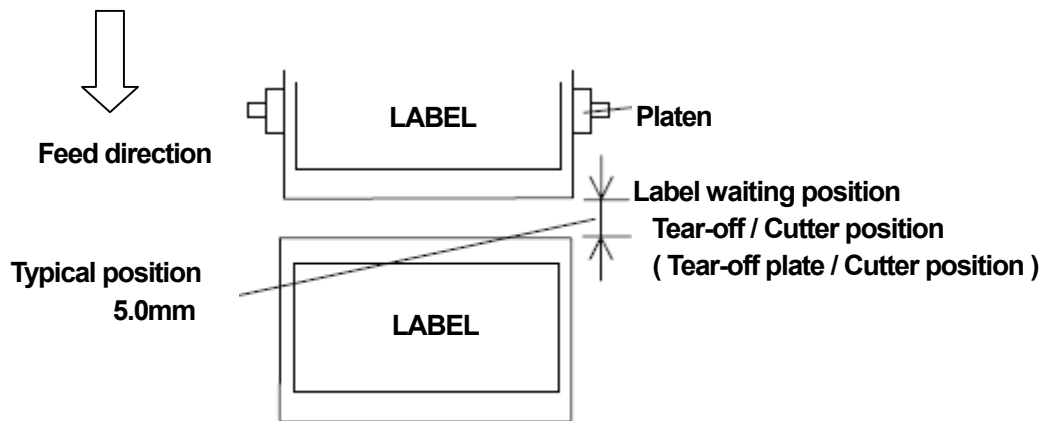 LABEL
Platen
Feed direction
Label waiting position
Tear-off / Cutter position
( Tear-off plate / Cutter position )
Typical position
5.0mm
LABEL